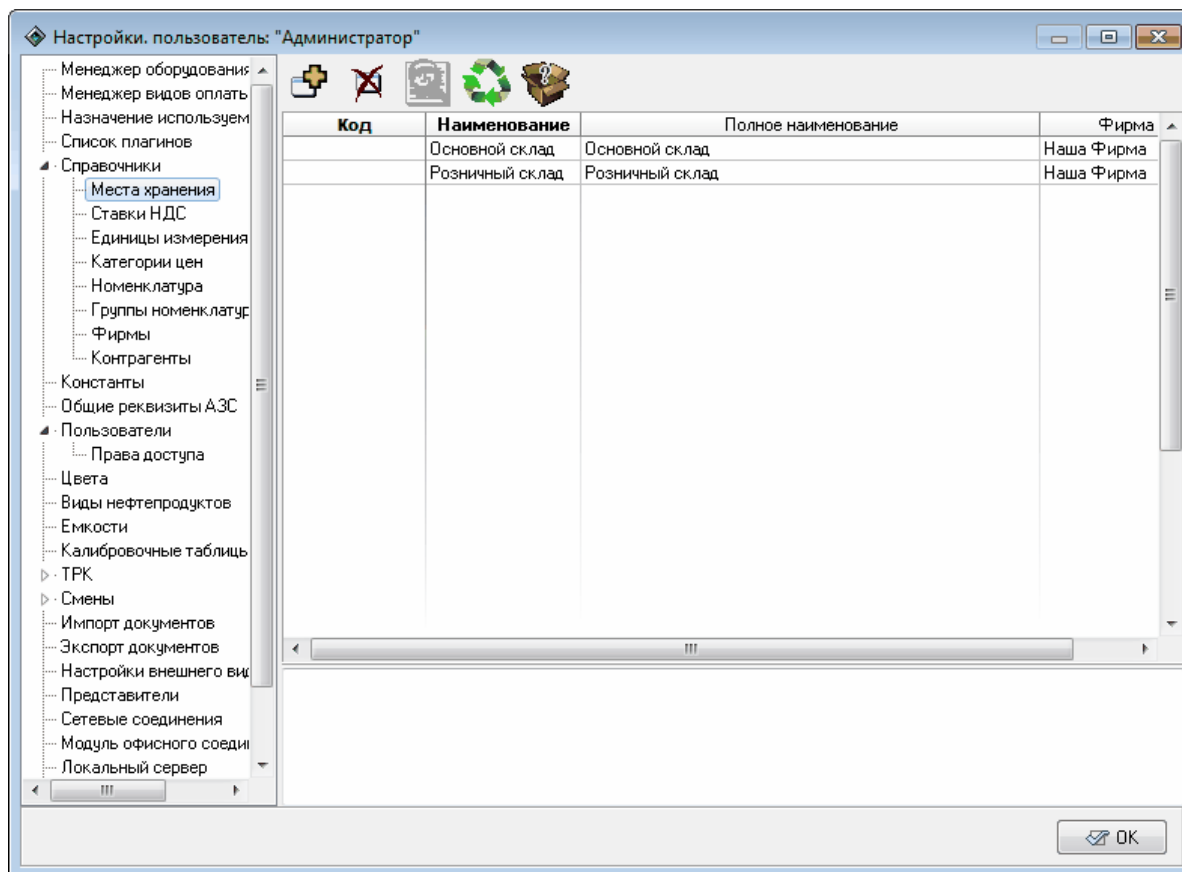 Настройки. пользователь: "Администратор"
Менеджер оборудования
Менеджер видов оплать
Назначение используем
Список плагинов
Справочники
Места хранения
Ставки НДС
Единицы измерения
Категории цен
Номенклатура
Группы номенклатур
Фирмы
Контрагенты
Константы
Общие реквизиты АЗС
Пользователи
Права доступа
Цвета
Виды нефтепродуктов
Емкости
Калибровочные таблиць
ТРК
Смены
Импорт документов
Экспорт документов
Настройки внешнего вид
Представители
Сетевые соединения
Модуль офисного соедин
Локальный сервер
Код Наименование Полное наименование Фирма
Основной склад Основной склад Наша Фирма
Розничный склад Розничный склад Наша Фирма
OK